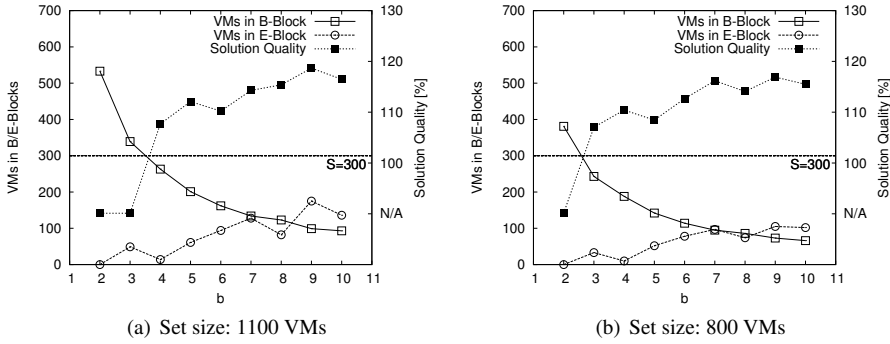 VMs in B/E-Blocks
700
600
500
400
300
200
100
0
VMs in B-Block
VMs in E-Block
Solution Quality
S=300
130
120
110
100
N/A
Solution Quality [%]
1 2 3 4 5 6 7 8 9 10 11
b
(a) Set size: 1100 VMs
VMs in B/E-Blocks
700
600
500
400
300
200
100
0
VMs in B-Block
VMs in E-Block
Solution Quality
S=300
130
120
110
100
N/A
Solution Quality [%]
1 2 3 4 5 6 7 8 9 10 11
b
(b) Set size: 800 VMs